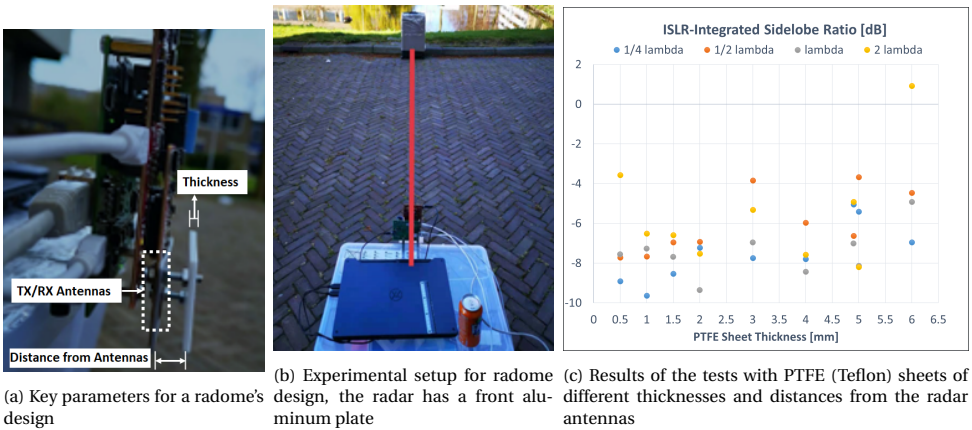 Thickness
TX/RX Antennas
Distance from Antennas
(a) Key parameters for a radome's
design
(b) Experimental setup for radome
design, the radar has a front alu-
minum plate
ISLR-Integrated Sidelobe Ratio [dB]
1/4 lambda 1/2 lambda lambda 2 lambda
2
0
-2
-4
-6
-8
-10
0 0.5 1 1.5 2 2.5 3 3.5 4 4.5 5 5.5 6 6.5
PTFE Sheet Thickness [mm]
(c) Results of the tests with PTFE (Teflon) sheets of
different thicknesses and distances from the radar
antennas